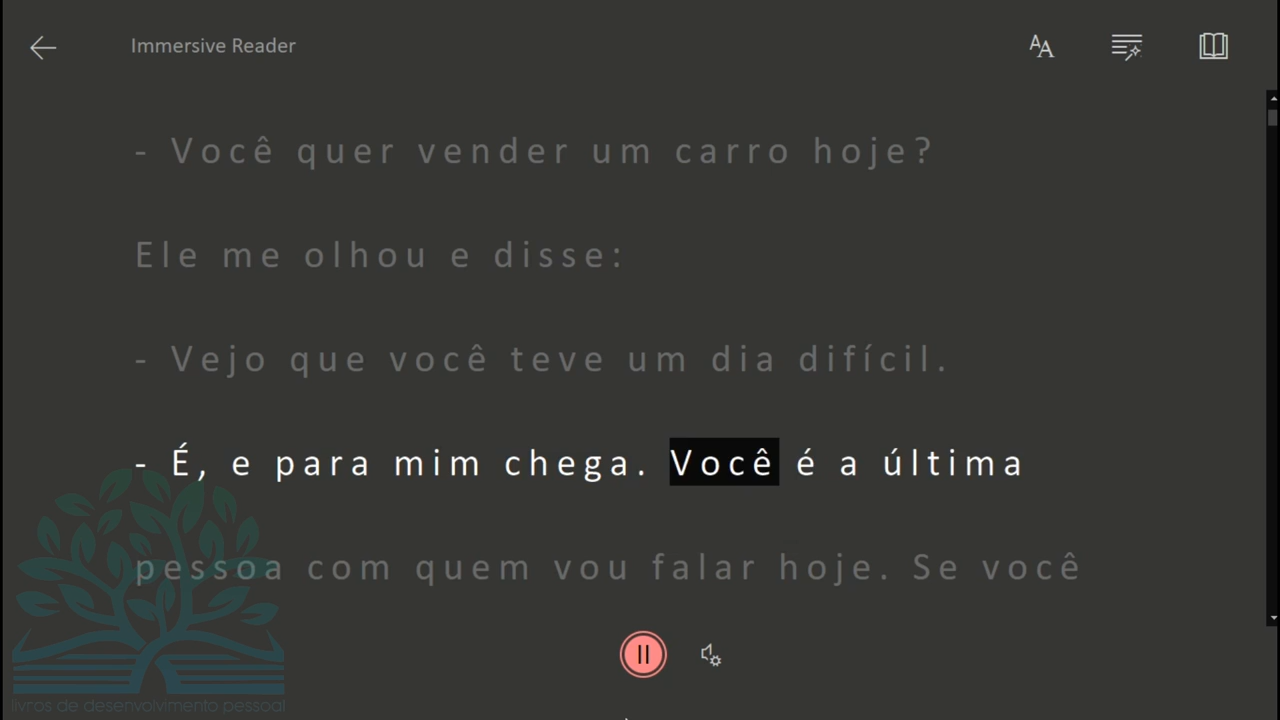 Immersive Reader
- Você quer vender um carro hoje?
Ele me olhou e disse:
- Vejo que você teve um dia difícil.
- É, e para mim chega. Você é a última
pessoa com quem vou falar hoje. Se você
livros de desenvolvimento pessoal